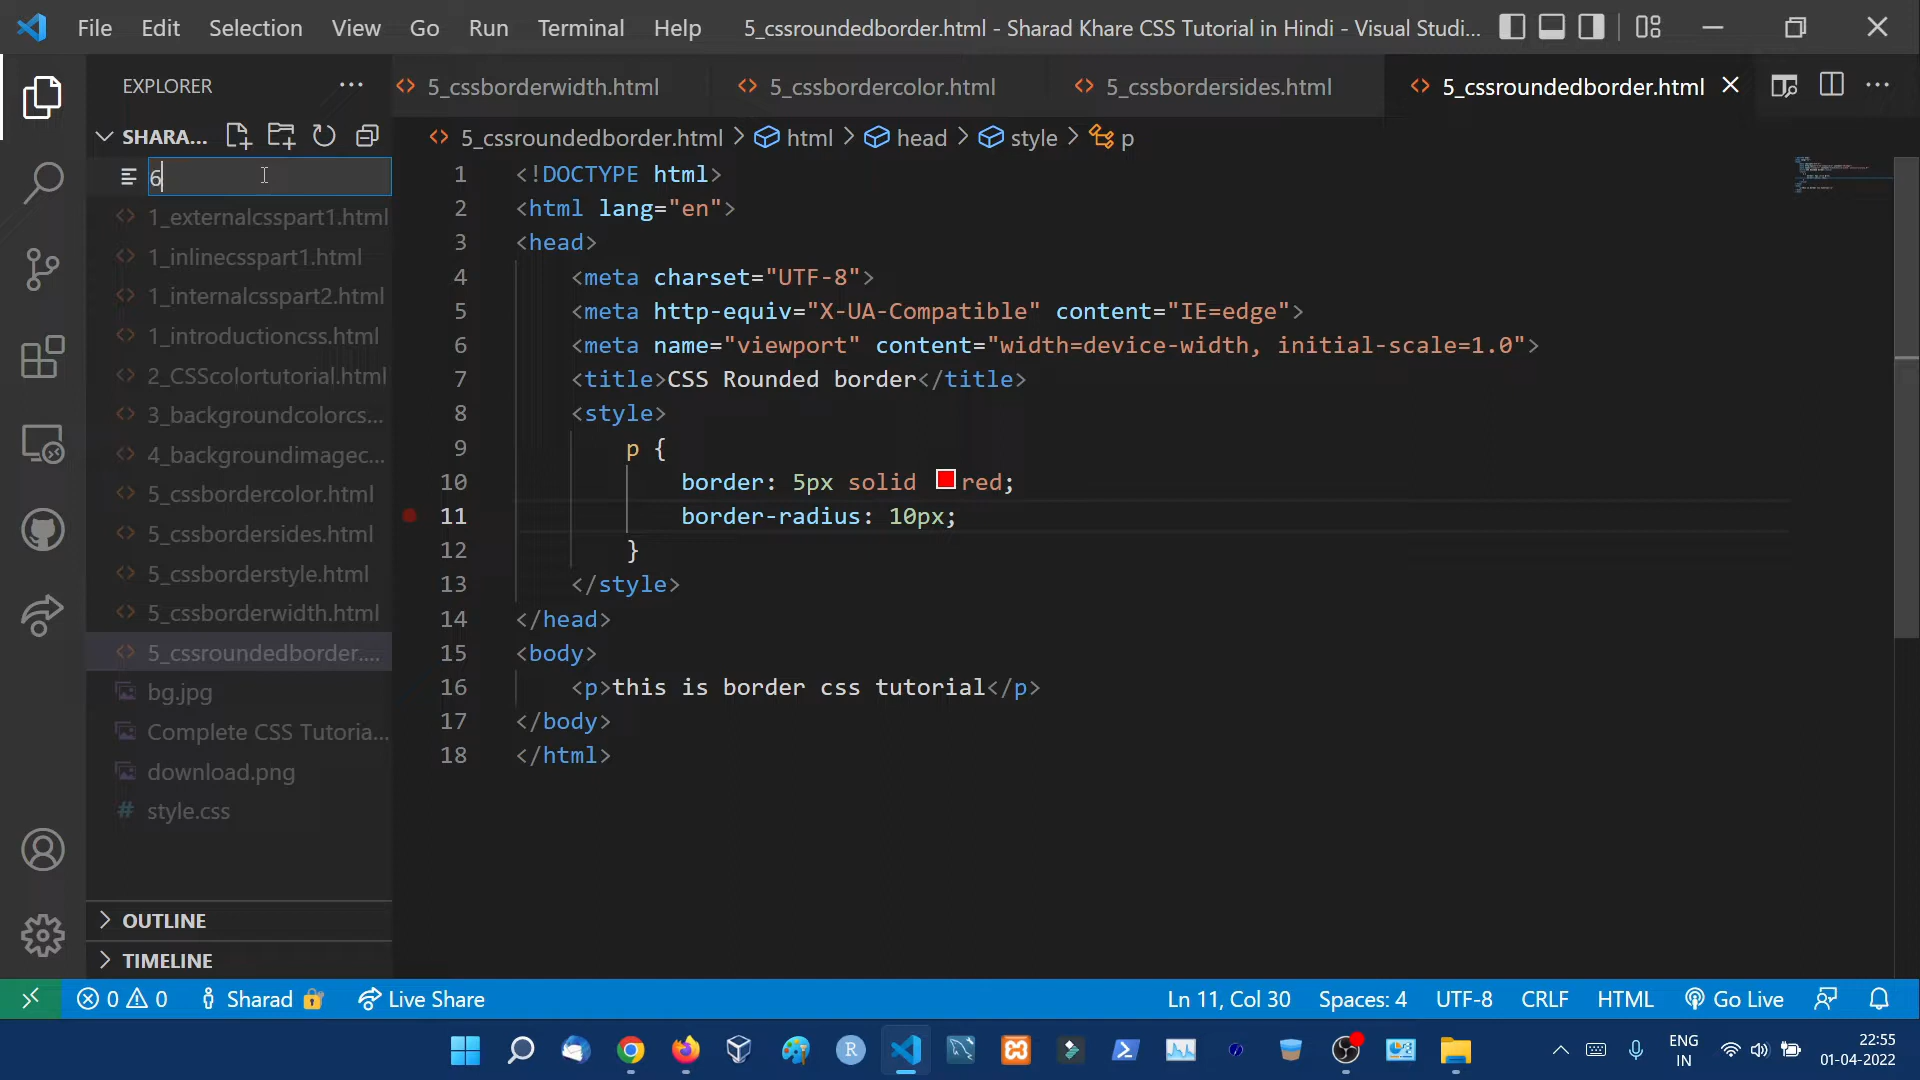 File Edit Selection View Go Run Terminal Help 5_cssroundedborder.html - Sharad Khare CSS Tutorial in Hindi - Visual Studi...
EXPLORER
5_cssborderwidth.html 5_cssbordercolor.html 5_cssbordersides.html 5_cssroundedborder.html
SHARA...
5_cssroundedborder.html > html > head > style > p
6
1_externalcsspart1.html
1_inlinecsspart1.html
1_internalcsspart2.html
1_introductioncss.html
2_CSScolortutorial.html
3_backgroundcolorcs...
4_backgroundimagec...
5_cssbordercolor.html
5_cssbordersides.html
5_cssborderstyle.html
5_cssborderwidth.html
5_cssroundedborder....
bg.jpg
Complete CSS Tutoria...
download.png
style.css
OUTLINE
TIMELINE
1 <!DOCTYPE html>
2 <html lang="en">
3 <head>
4 <meta charset="UTF-8">
5 <meta http-equiv="X-UA-Compatible" content="IE=edge">
6 <meta name="viewport" content="width=device-width, initial-scale=1.0">
7 <title>CSS Rounded border</title>
8 <style>
9 p {
10 border: 5px solid red;
11 border-radius: 10px;
12 }
13 </style>
14 </head>
15 <body>
16 <p>this is border css tutorial</p>
17 </body>
18 </html>
0 0 Sharad Live Share Ln 11, Col 30 Spaces: 4 UTF-8 CRLF HTML Go Live
R
ENG
IN
22:55
01-04-2022